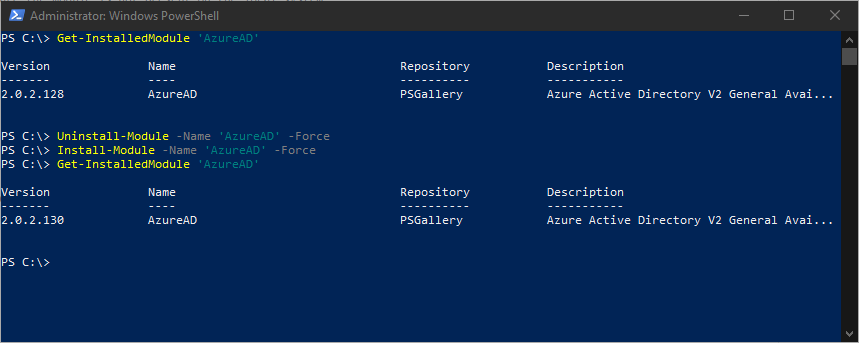 Administrator: Windows PowerShell
PS C:\> Get-InstalledModule 'AzureAD'
Version Name Repository Description
------- ---- ---------- -----------
2.0.2.128 AzureAD PSGallery Azure Active Directory V2 General Avai...
PS C:\> Uninstall-Module -Name 'AzureAD' -Force
PS C:\> Install-Module -Name 'AzureAD' -Force
PS C:\> Get-InstalledModule 'AzureAD'
Version Name Repository Description
------- ---- ---------- -----------
2.0.2.130 AzureAD PSGallery Azure Active Directory V2 General Avai...
PS C:\>